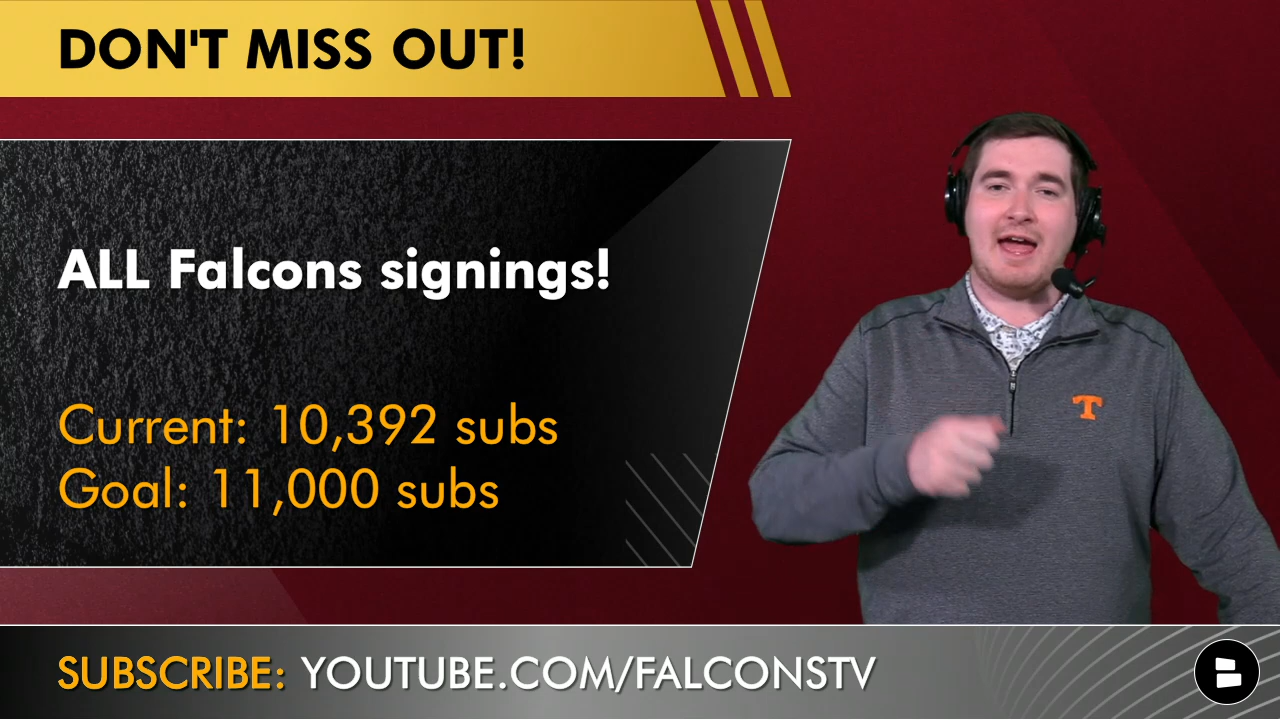 DON'T MISS OUT!
ALL Falcons signings!
Current: 10,392 subs
Goal: 11,000 subs
T
SUBSCRIBE: YOUTUBE.COM/FALCONSTV